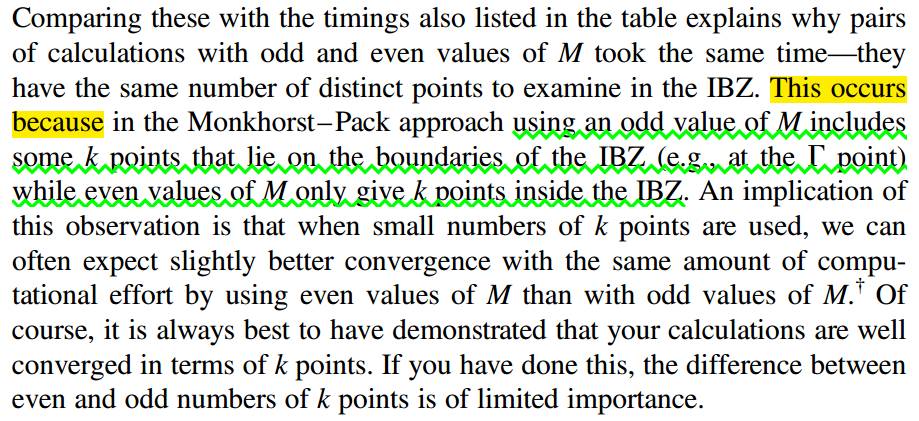 Comparing these with the timings also listed in the table explains why pairs
of calculations with odd and even values of M took the same time—they
have the same number of distinct points to examine in the IBZ. This occurs
because in the Monkhorst–Pack approach using an odd value of M includes
some k points that lie on the boundaries of the IBZ (e.g., at the Γ point)
while even values of M only give k points inside the IBZ. An implication of
this observation is that when small numbers of k points are used, we can
often expect slightly better convergence with the same amount of compu-
tational effort by using even values of M than with odd values of M.† Of
course, it is always best to have demonstrated that your calculations are well
converged in terms of k points. If you have done this, the difference between
even and odd numbers of k points is of limited importance.